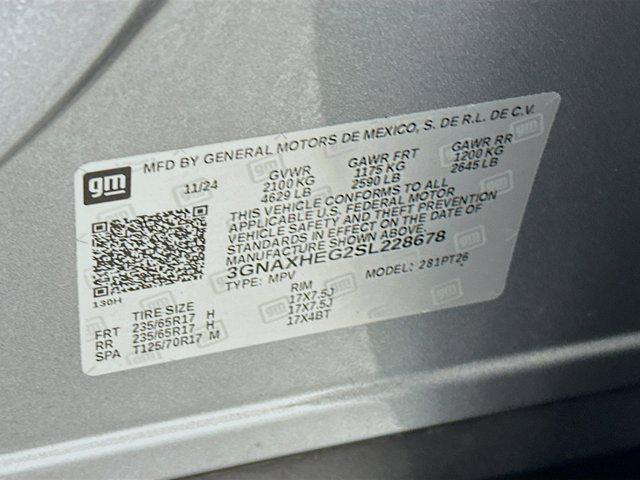 gm
MFD BY GENERAL MOTORS DE MEXICO, S. DE R.L. DE C.V.
11/24 GVWR GAWR FRT GAWR RR
2100 KG 1175 KG 1200 KG
4629 LB 2590 LB 2645 LB
THIS VEHICLE CONFORMS TO ALL
APPLICABLE U.S. FEDERAL MOTOR
VEHICLE SAFETY AND THEFT PREVENTION
STANDARDS IN EFFECT ON THE DATE OF
MANUFACTURE SHOWN ABOVE.
3GNAXHEG2SL228678
TYPE: MPV MODEL: 281PT26
130H
TIRE SIZE RIM
FRT 235/65R17 H 17X7.5J
RR 235/65R17 H 17X7.5J
SPA T125/70R17 M 17X4BT